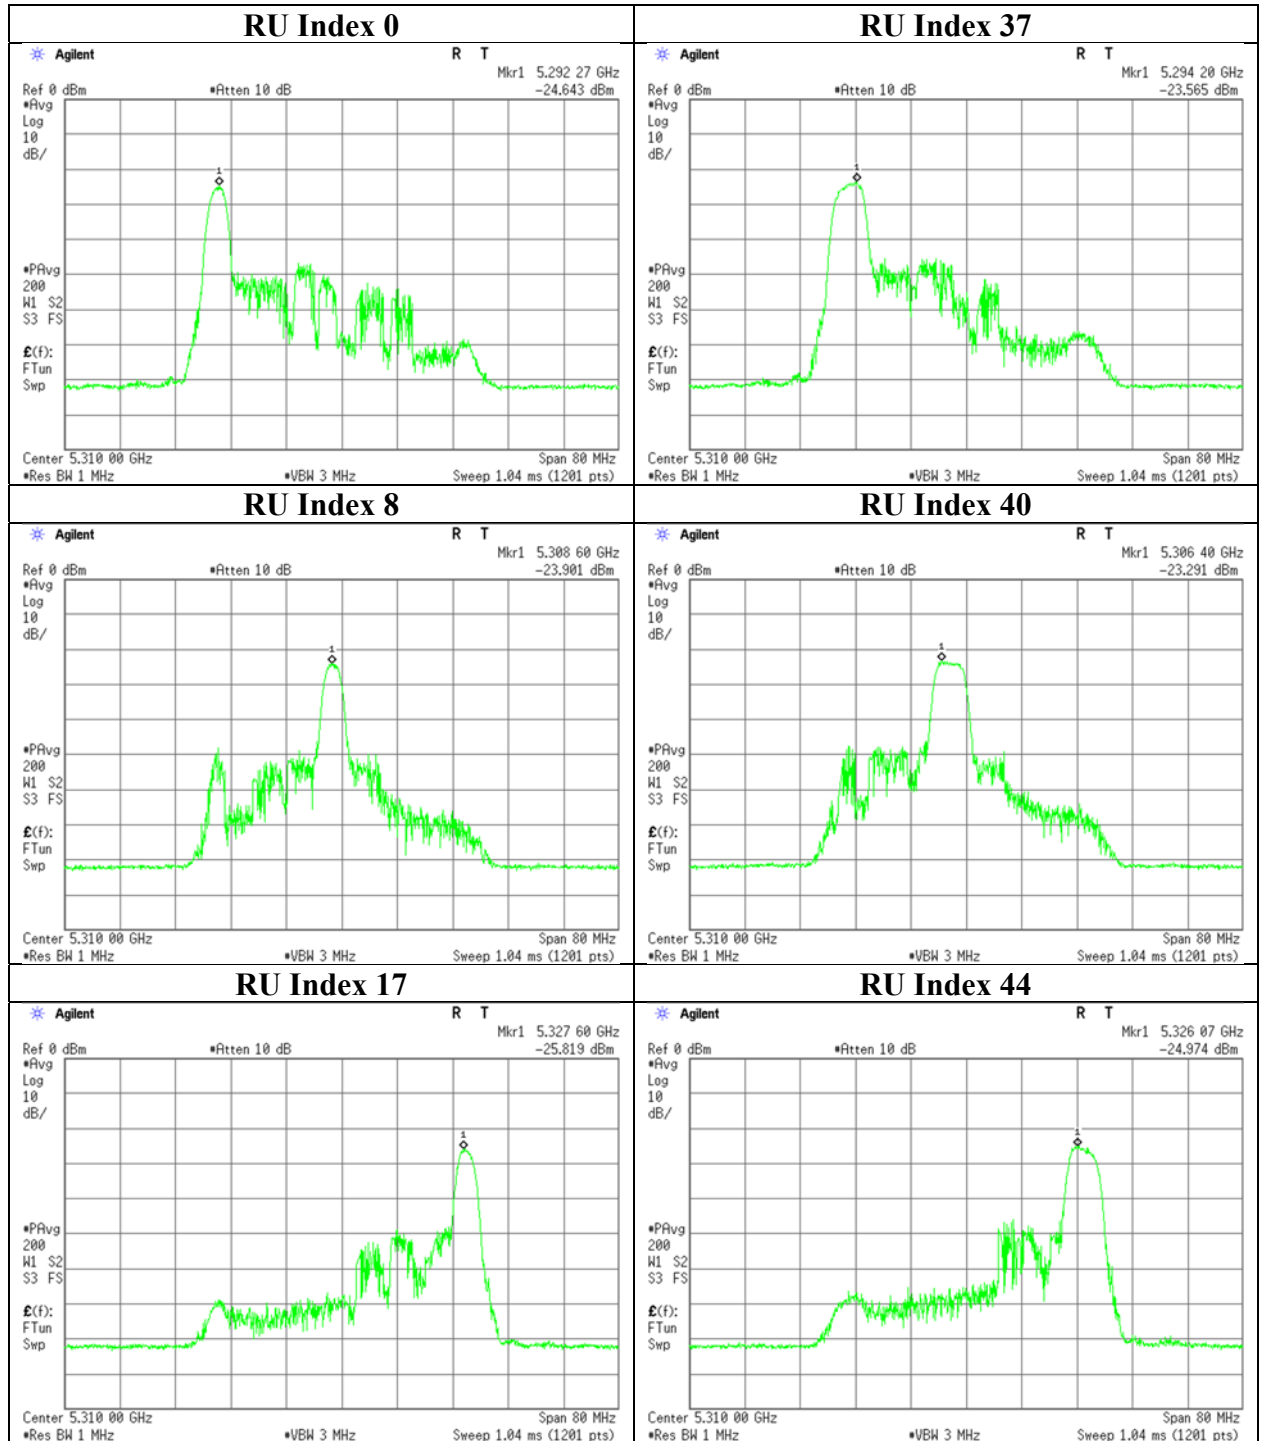 RU Index 0
Agilent
R T
Mkr1 5.292 27 GHz
Ref 0 dBm
*Atten 10 dB
-24.643 dBm
*Avg
Log
10
dB/
1
*PAvg
200
W1 S2
S3 FS
£(f):
FTun
Swp
Center 5.310 00 GHz
Span 80 MHz
*Res BW 1 MHz
*VBW 3 MHz
Sweep 1.04 ms (1201 pts)
RU Index 37
Agilent
R T
Mkr1 5.294 20 GHz
Ref 0 dBm
*Atten 10 dB
-23.565 dBm
*Avg
Log
10
dB/
1
*PAvg
200
W1 S2
S3 FS
£(f):
FTun
Swp
Center 5.310 00 GHz
Span 80 MHz
*Res BW 1 MHz
*VBW 3 MHz
Sweep 1.04 ms (1201 pts)
RU Index 8
Agilent
R T
Mkr1 5.308 60 GHz
Ref 0 dBm
*Atten 10 dB
-23.901 dBm
*Avg
Log
10
dB/
1
*PAvg
200
W1 S2
S3 FS
£(f):
FTun
Swp
Center 5.310 00 GHz
Span 80 MHz
*Res BW 1 MHz
*VBW 3 MHz
Sweep 1.04 ms (1201 pts)
RU Index 40
Agilent
R T
Mkr1 5.306 40 GHz
Ref 0 dBm
*Atten 10 dB
-23.291 dBm
*Avg
Log
10
dB/
1
*PAvg
200
W1 S2
S3 FS
£(f):
FTun
Swp
Center 5.310 00 GHz
Span 80 MHz
*Res BW 1 MHz
*VBW 3 MHz
Sweep 1.04 ms (1201 pts)
RU Index 17
Agilent
R T
Mkr1 5.327 60 GHz
Ref 0 dBm
*Atten 10 dB
-25.819 dBm
*Avg
Log
10
dB/
1
*PAvg
200
W1 S2
S3 FS
£(f):
FTun
Swp
Center 5.310 00 GHz
Span 80 MHz
*Res BW 1 MHz
*VBW 3 MHz
Sweep 1.04 ms (1201 pts)
RU Index 44
Agilent
R T
Mkr1 5.326 07 GHz
Ref 0 dBm
*Atten 10 dB
-24.974 dBm
*Avg
Log
10
dB/
1
*PAvg
200
W1 S2
S3 FS
£(f):
FTun
Swp
Center 5.310 00 GHz
Span 80 MHz
*Res BW 1 MHz
*VBW 3 MHz
Sweep 1.04 ms (1201 pts)